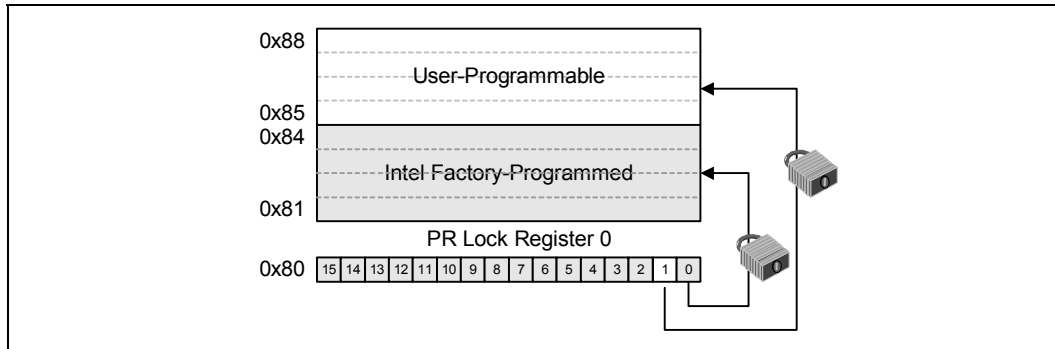 0x88
User-Programmable
0x85
0x84
Intel Factory-Programmed
0x81
PR Lock Register 0
0x80 15 14 13 12 11 10 9 8 7 6 5 4 3 2 1 0